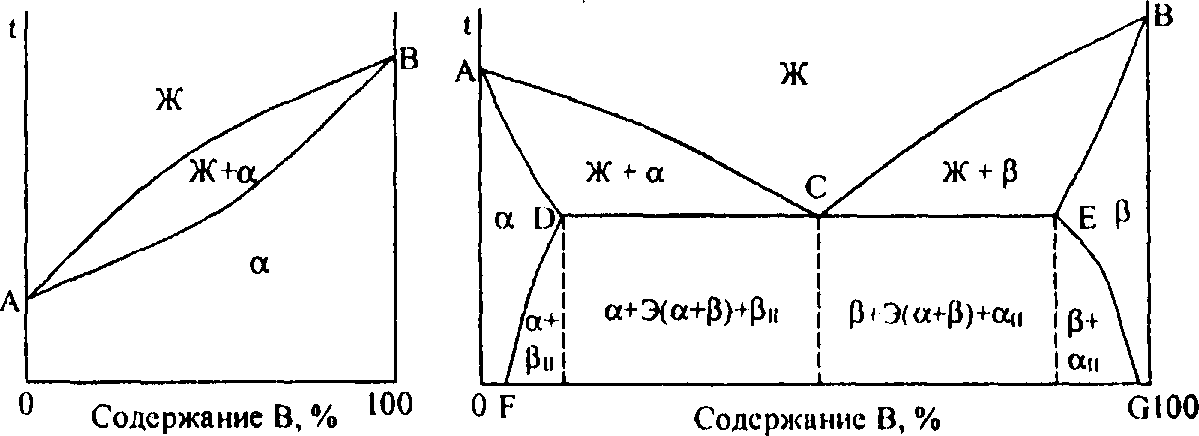 t
B
Ж
Ж+α
α
A
0
100
Содержание В, %
t
B
A
Ж
Ж + α
Ж + β
C
α
D
E
β
α+Э(α+β)+βII
β+Э(α+β)+αII
α+
βII
β+
αII
0 F
G100
Содержание В, %